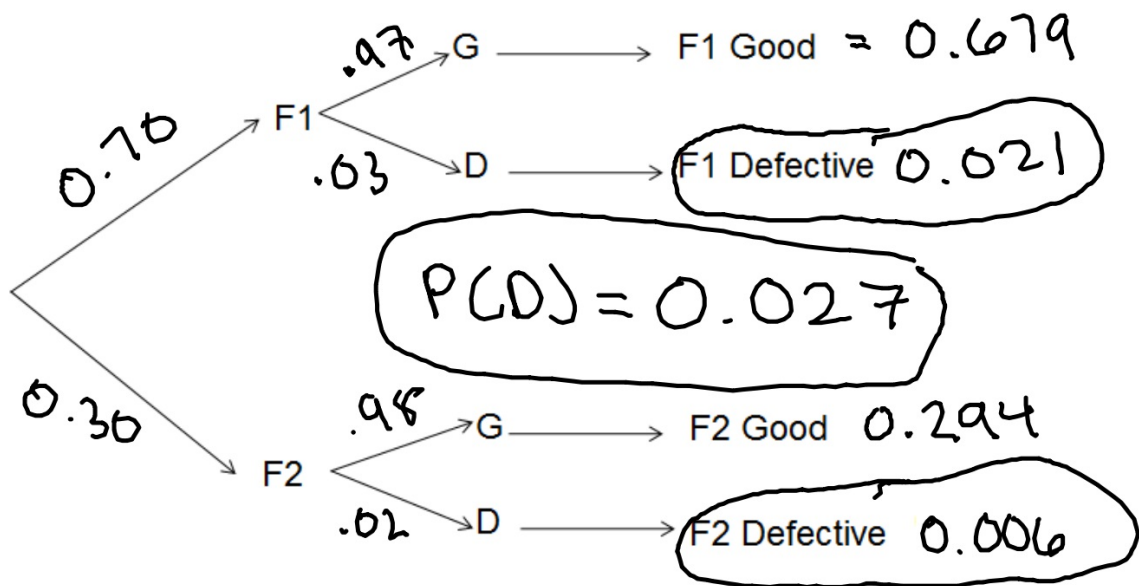 .97 G F1 Good = 0.679
0.70 F1
.03 D F1 Defective 0.021
P(D) = 0.027
0.30 .98 G F2 Good 0.294
F2
.02 D F2 Defective 0.006